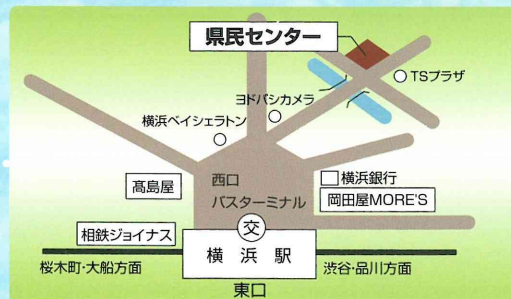 県民センター
TSプラザ
ヨドバシカメラ
横浜ベイシェラトン
髙島屋
西口
バスターミナル
横浜銀行
岡田屋MORE'S
交
相鉄ジョイナス
横浜駅
桜木町・大船方面
渋谷・品川方面
東口